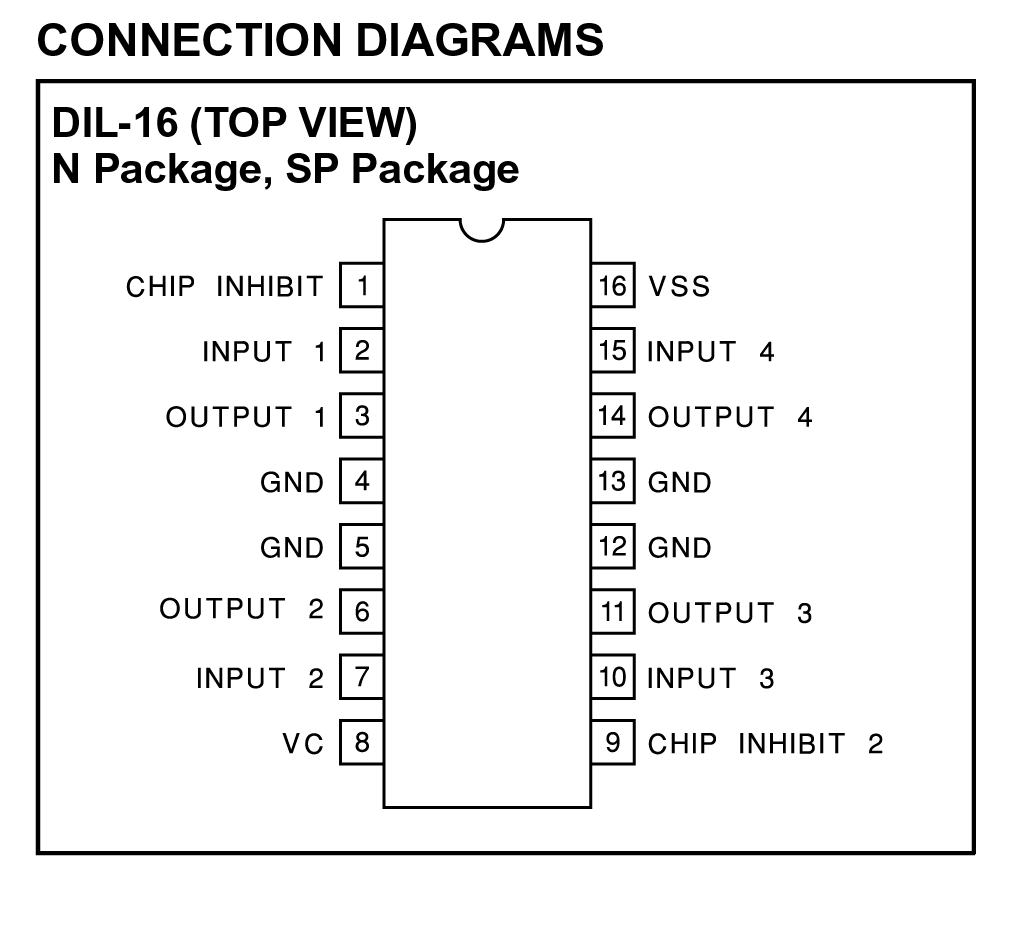 CONNECTION DIAGRAMS
DIL-16 (TOP VIEW)
N Package, SP Package
CHIP INHIBIT 1 16 VSS
INPUT 1 2 15 INPUT 4
OUTPUT 1 3 14 OUTPUT 4
GND 4 13 GND
GND 5 12 GND
OUTPUT 2 6 11 OUTPUT 3
INPUT 2 7 10 INPUT 3
VC 8 9 CHIP INHIBIT 2